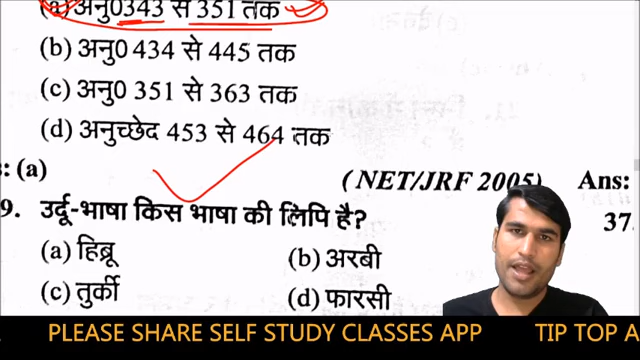 (a) अनु0343 से 351 तक
(b) अनु0 434 से 445 तक
(c) अनु0 351 से 363 तक
(d) अनुच्छेद 453 से 464 तक
: (a)
(NET/JRF 2005) Ans:
9. उर्दू-भाषा किस भाषा की लिपि है? 37
(a) हिब्रू (b) अरबी
(c) तुर्की (d) फारसी
PLEASE SHARE SELF STUDY CLASSES APP TIP TOP A